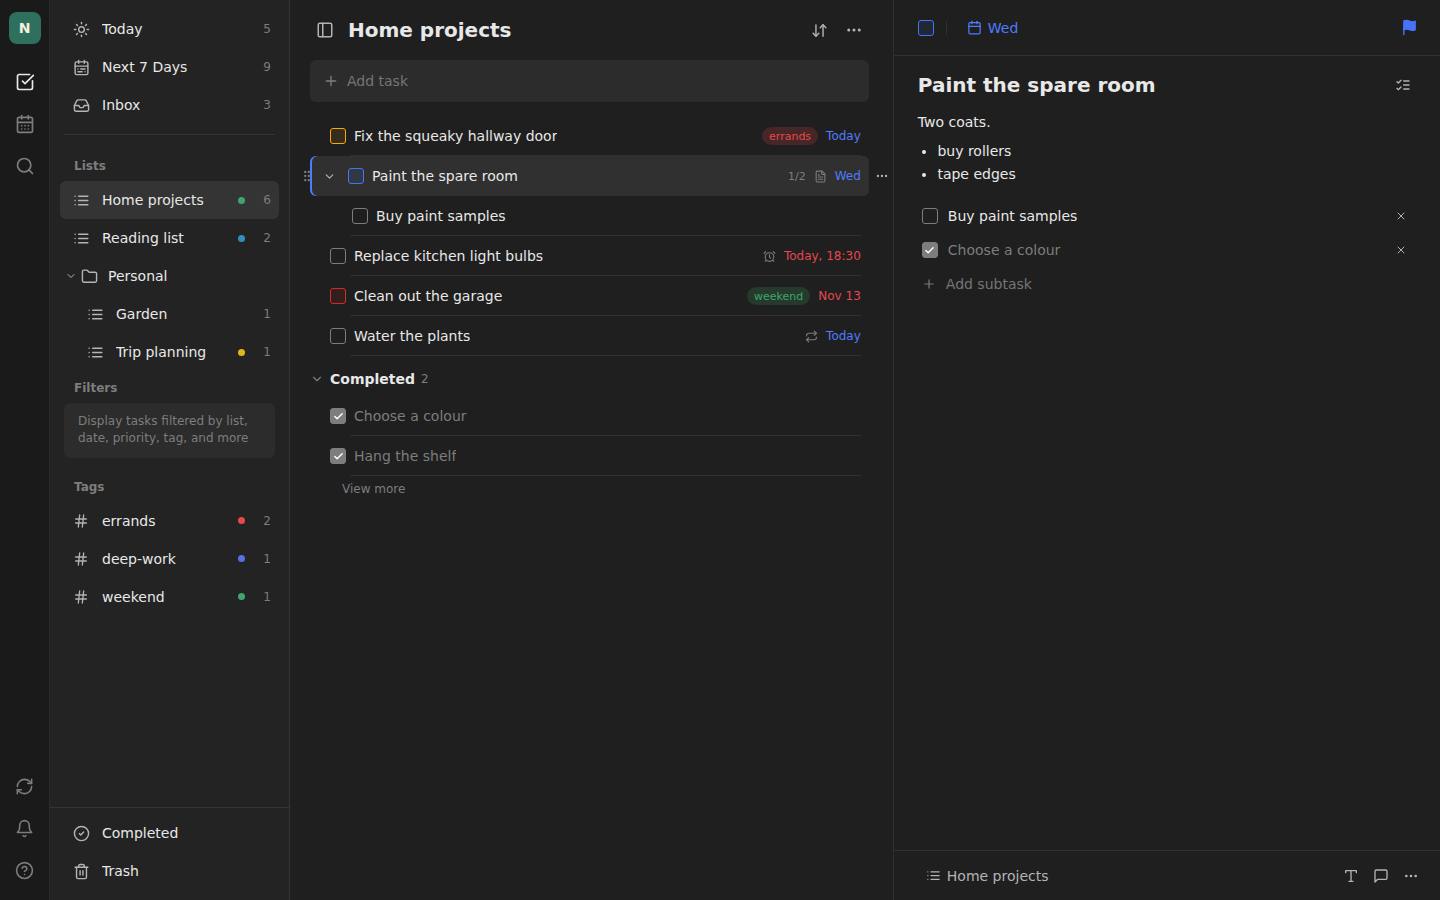 N
Today 5
Next 7 Days 9
Inbox 3
Lists
Home projects 6
Reading list 2
Personal
Garden 1
Trip planning 1
Filters
Display tasks filtered by list,
date, priority, tag, and more
Tags
errands 2
deep-work 1
weekend 1
Completed
Trash
Home projects
Add task
Fix the squeaky hallway door errands Today
Paint the spare room 1/2 Wed
Buy paint samples
Replace kitchen light bulbs Today, 18:30
Clean out the garage weekend Nov 13
Water the plants Today
Completed 2
Choose a colour
Hang the shelf
View more
Wed
Paint the spare room
Two coats.
• buy rollers
• tape edges
Buy paint samples
Choose a colour
Add subtask
Home projects